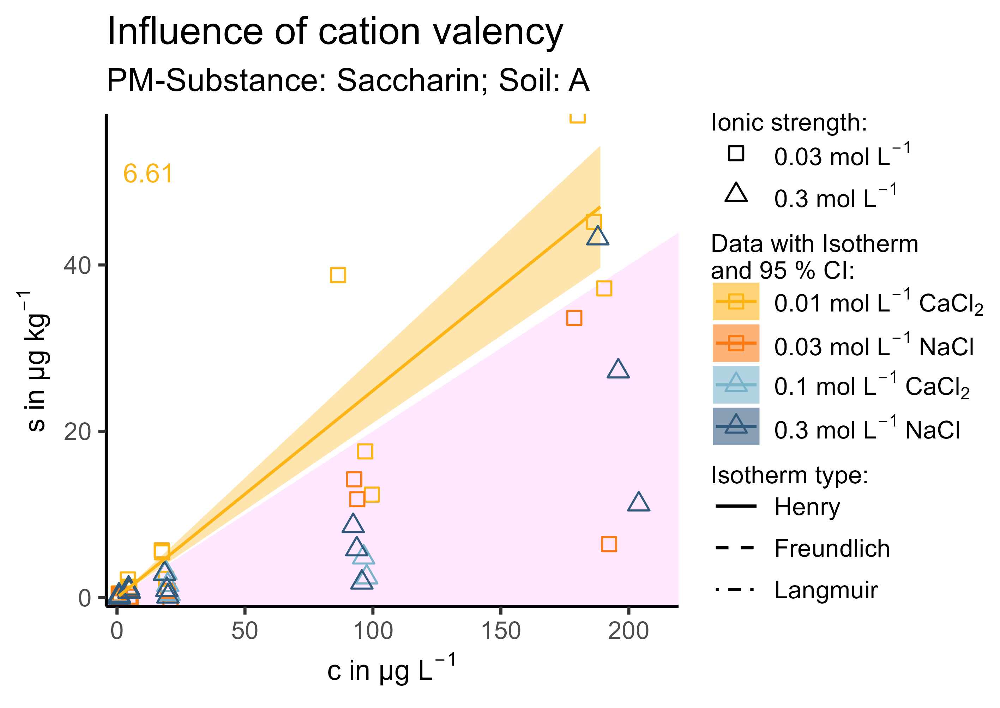 Influence of cation valency
PM-Substance: Saccharin; Soil: A
6.61
s in µg kg⁻¹
40
20
0
0 50 100 150 200
c in µg L⁻¹
Ionic strength:
0.03 mol L⁻¹
0.3 mol L⁻¹
Data with Isotherm
and 95 % CI:
0.01 mol L⁻¹ CaCl₂
0.03 mol L⁻¹ NaCl
0.1 mol L⁻¹ CaCl₂
0.3 mol L⁻¹ NaCl
Isotherm type:
Henry
Freundlich
Langmuir